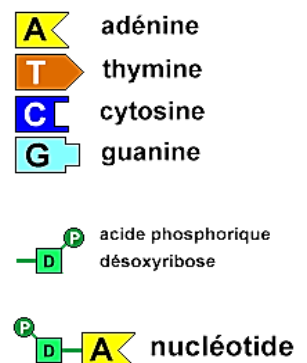 A adénine
T thymine
C cytosine
G guanine
P acide phosphorique
D désoxyribose
P
D A nucléotide